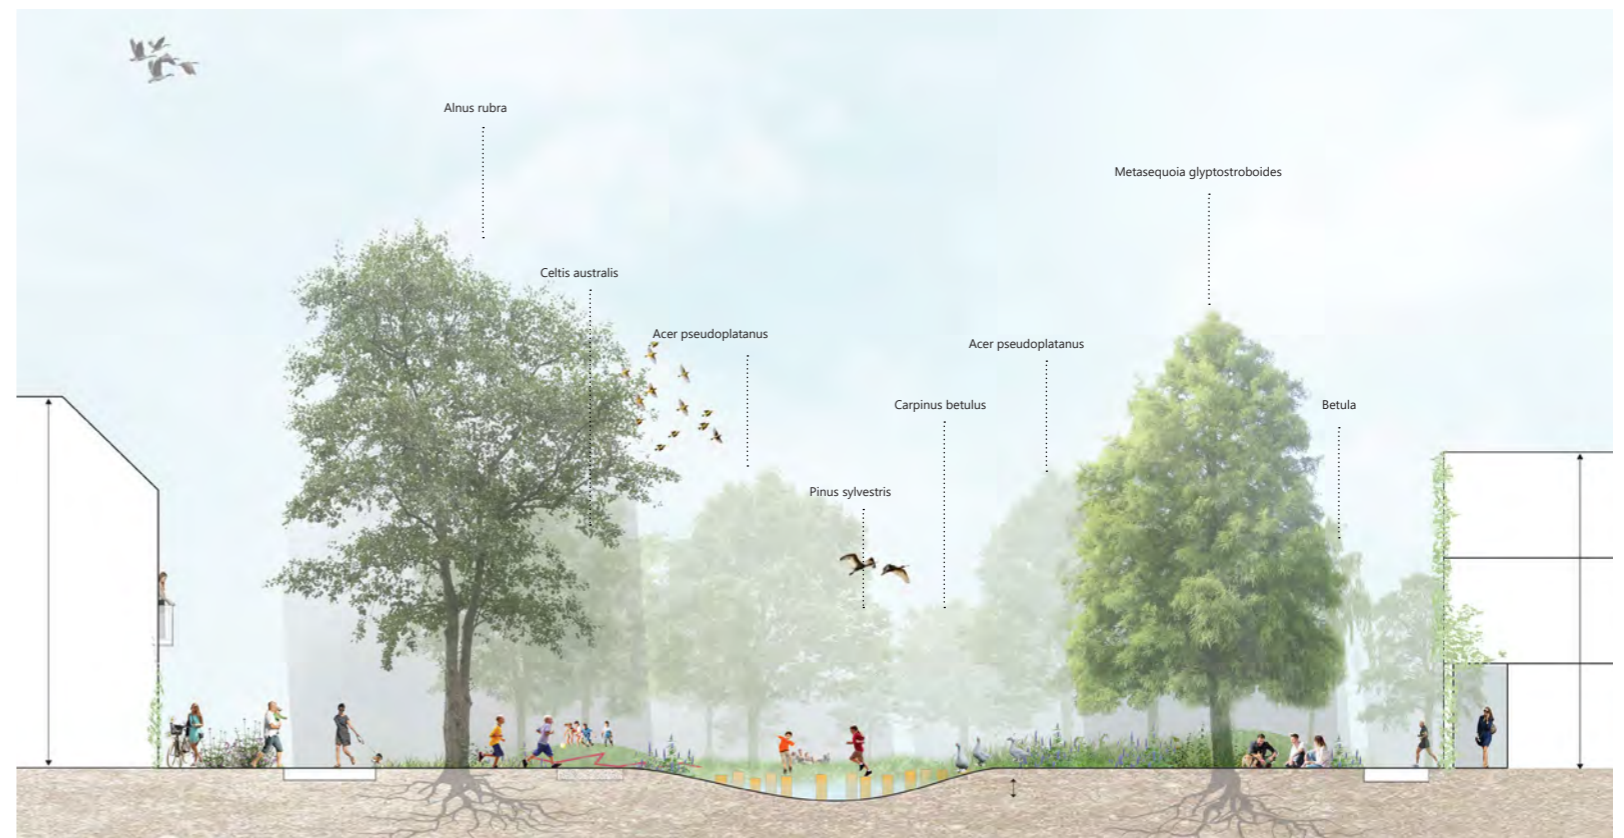 Alnus rubra
Metasequoia glyptostroboides
Celtis australis
Acer pseudoplatanus
Acer pseudoplatanus
Carpinus betulus
Betula
Pinus sylvestris